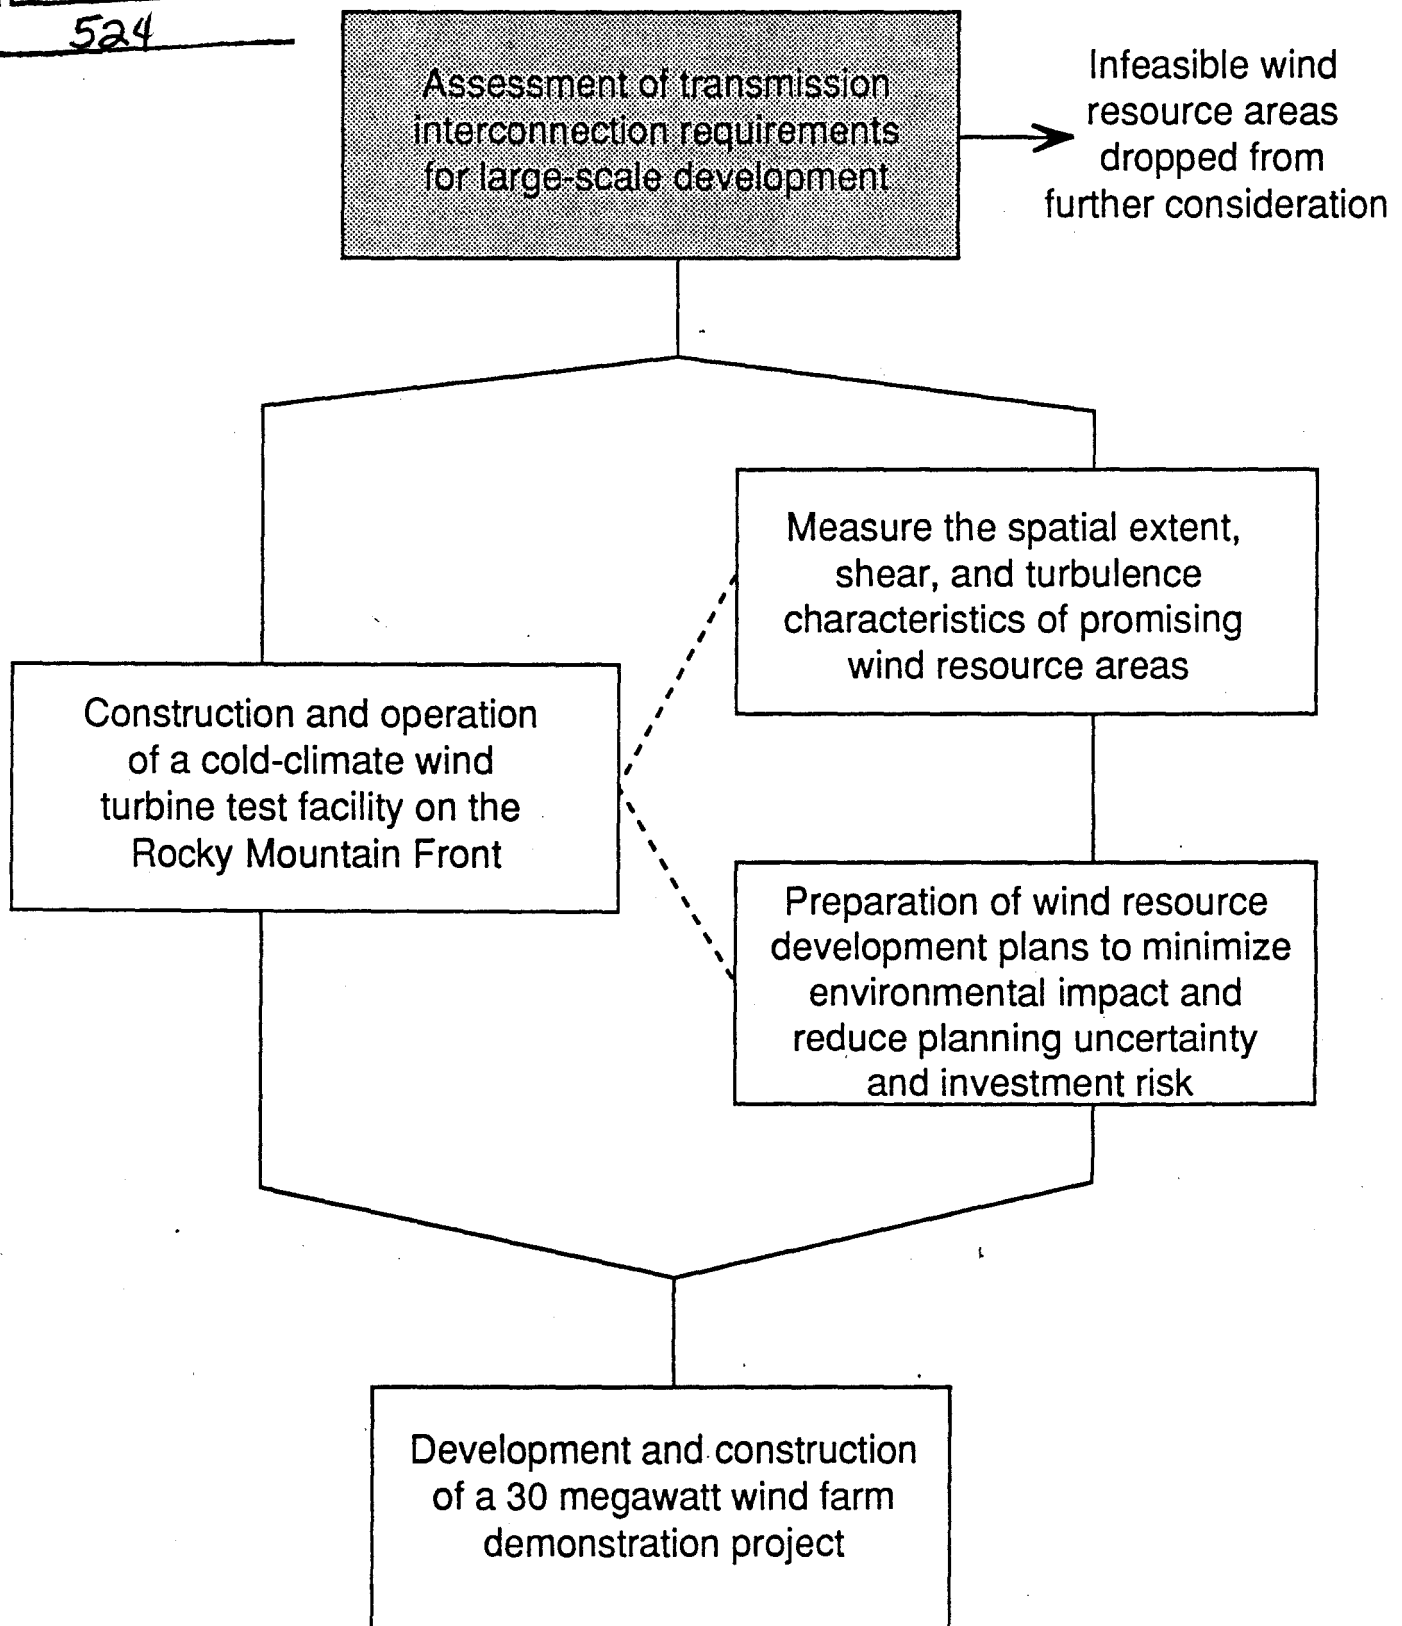 524
Assessment of transmission
interconnection requirements
for large-scale development
Infeasible wind
resource areas
dropped from
further consideration
Measure the spatial extent,
shear, and turbulence
characteristics of promising
wind resource areas
Construction and operation
of a cold-climate wind
turbine test facility on the
Rocky Mountain Front
Preparation of wind resource
development plans to minimize
environmental impact and
reduce planning uncertainty
and investment risk
Development and construction
of a 30 megawatt wind farm
demonstration project